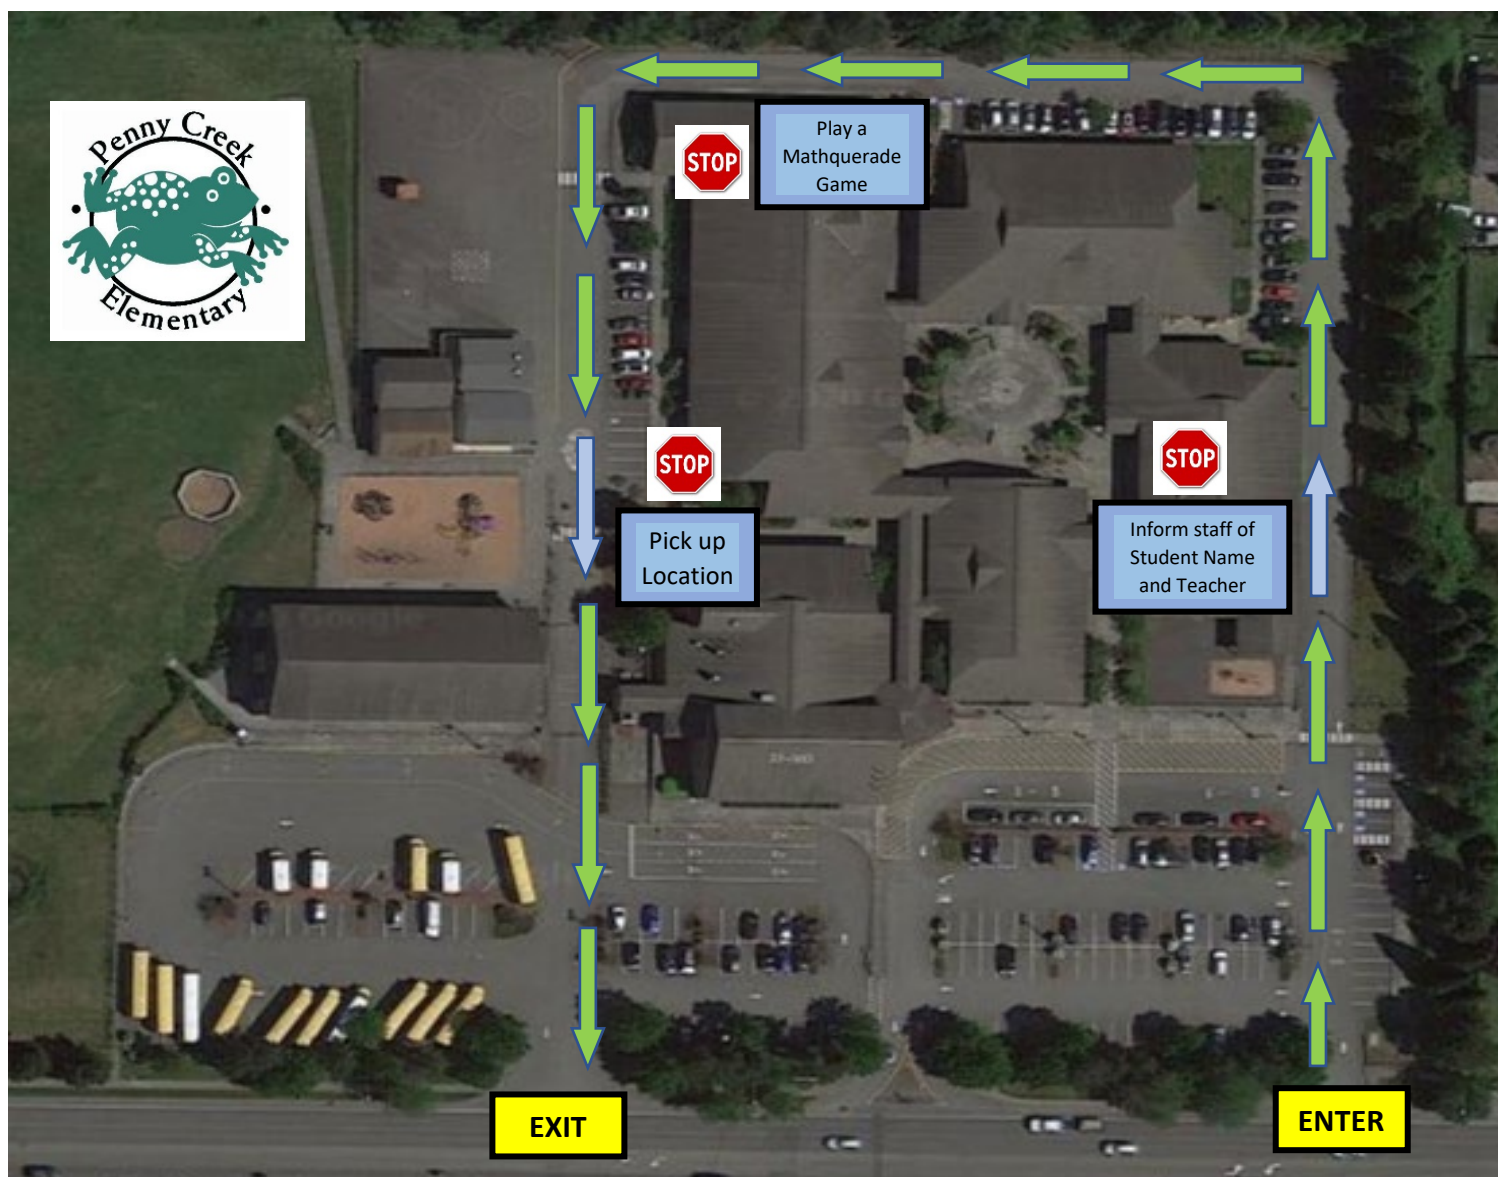 Penny Creek
Elementary
STOP
Play a
Mathquerade
Game
STOP
Pick up
Location
STOP
Inform staff of
Student Name
and Teacher
EXIT
ENTER